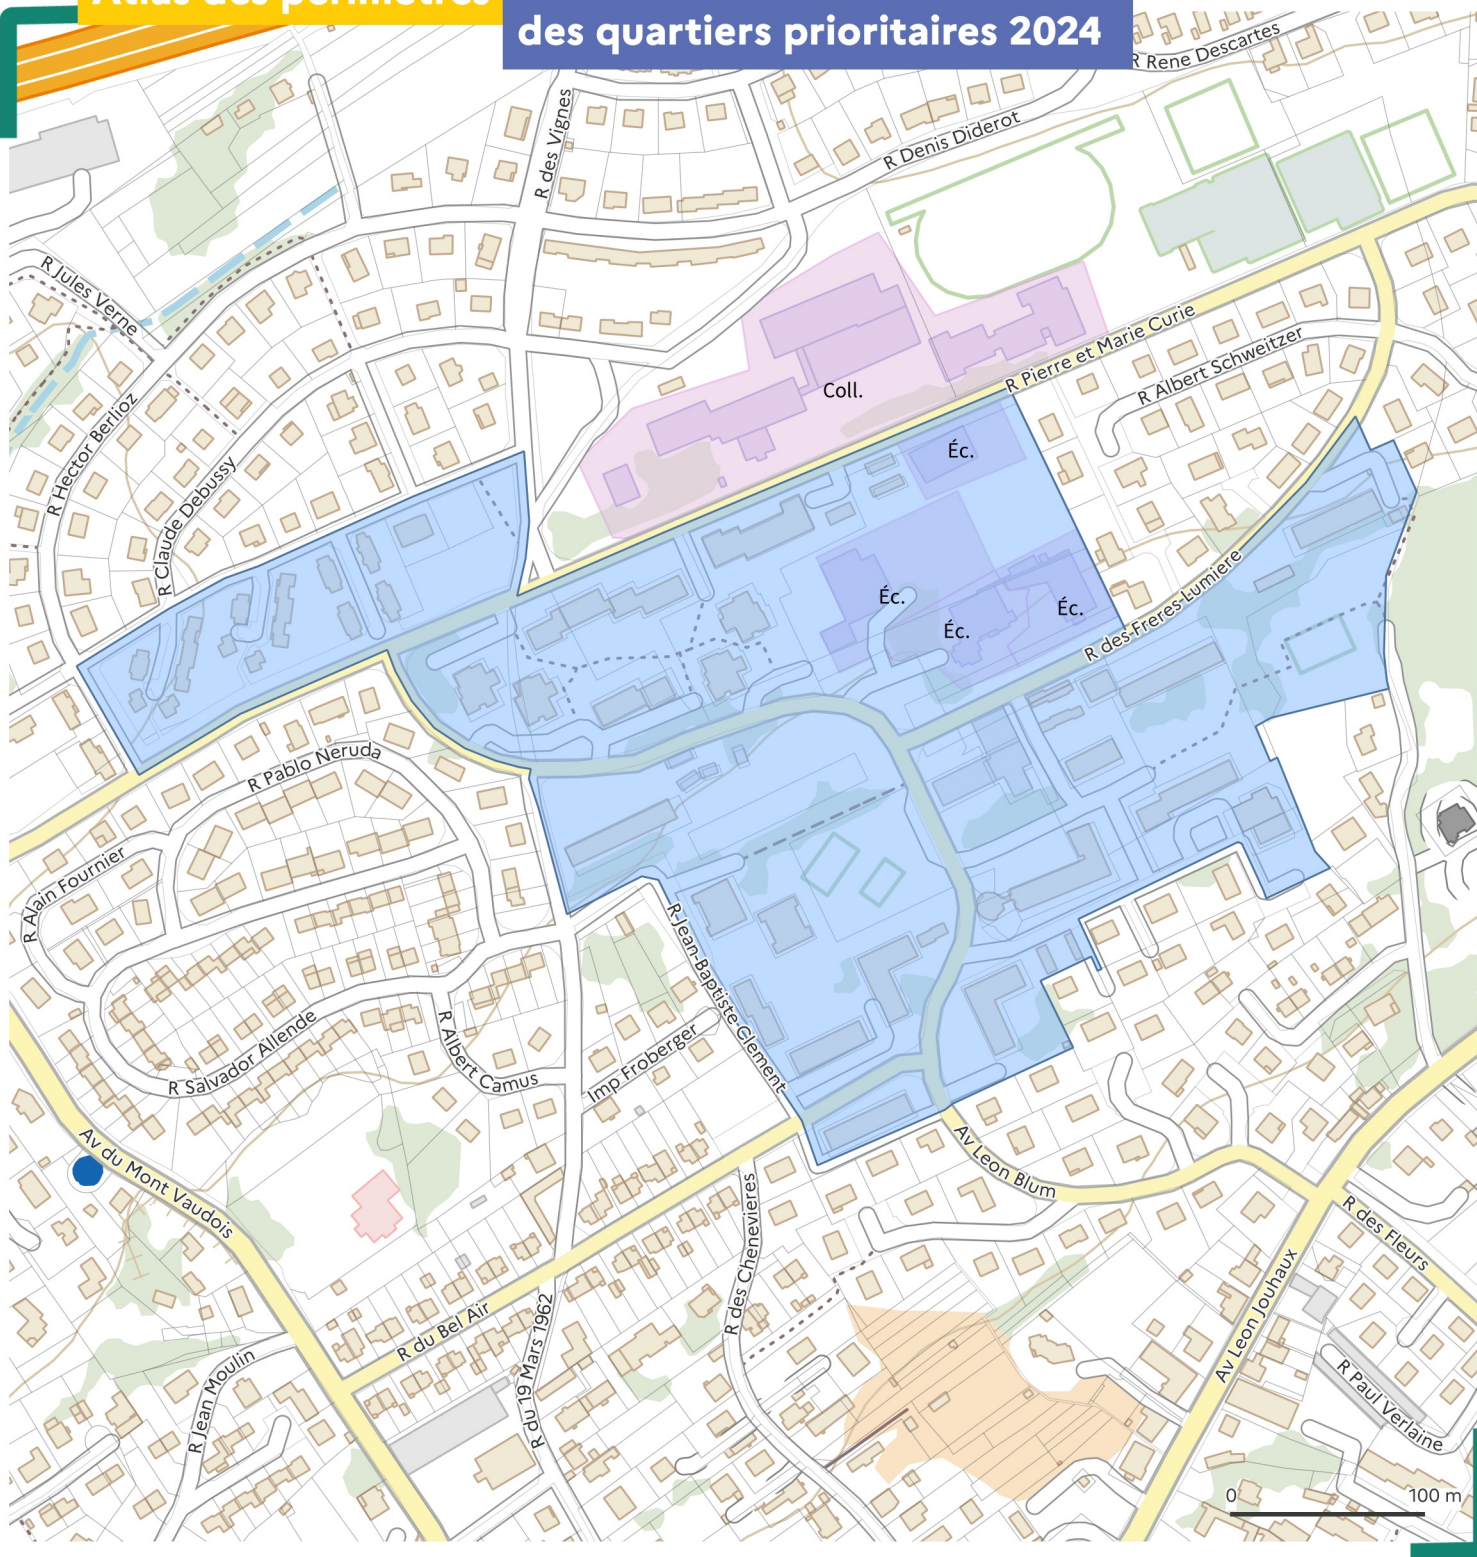 Atlas des périmètres
des quartiers prioritaires 2024
R Rene Descartes
R des Vignes
R Denis Diderot
R Jules Verne
R Pierre et Marie Curie
R Albert Schweitzer
Coll.
R Hector Berlioz
R Claude Debussy
Éc.
Éc.
Éc.
Éc.
R des Freres Lumiere
R Pablo Neruda
R Alain Fournier
R Jean-Baptiste Clement
R Salvador Allende
R Albert Camus
Imp Froberger
Av du Mont Vaudois
Av Leon Blum
R des Chenevieres
R des Fleurs
R du Bel Air
R du 19 Mars 1962
Av Leon Jouhaux
R Jean Moulin
R Paul Verlaine
0 100 m